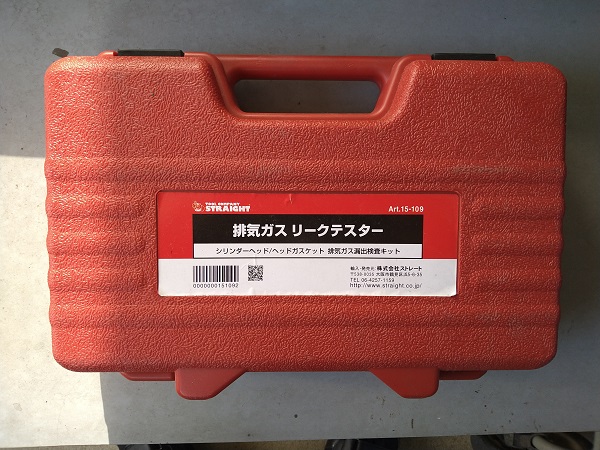 TOOL COMPANY
STRAIGHT
Art.15-109
排気ガス リークテスター
シリンダーヘッド/ヘッドガスケット 排気ガス漏出検査キット
輸入・発売元 株式会社ストレート
TEL 06-4257-1159
http://www.straight.co.jp/
0000000151092